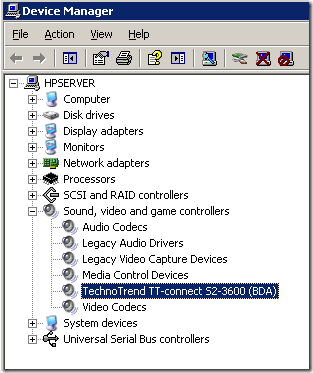 Device Manager
File Action View Help
HPSERVER
Computer
Disk drives
Display adapters
Monitors
Network adapters
Processors
SCSI and RAID controllers
Sound, video and game controllers
Audio Codecs
Legacy Audio Drivers
Legacy Video Capture Devices
Media Control Devices
TechnoTrend TT-connect S2-3600 (BDA)
Video Codecs
System devices
Universal Serial Bus controllers